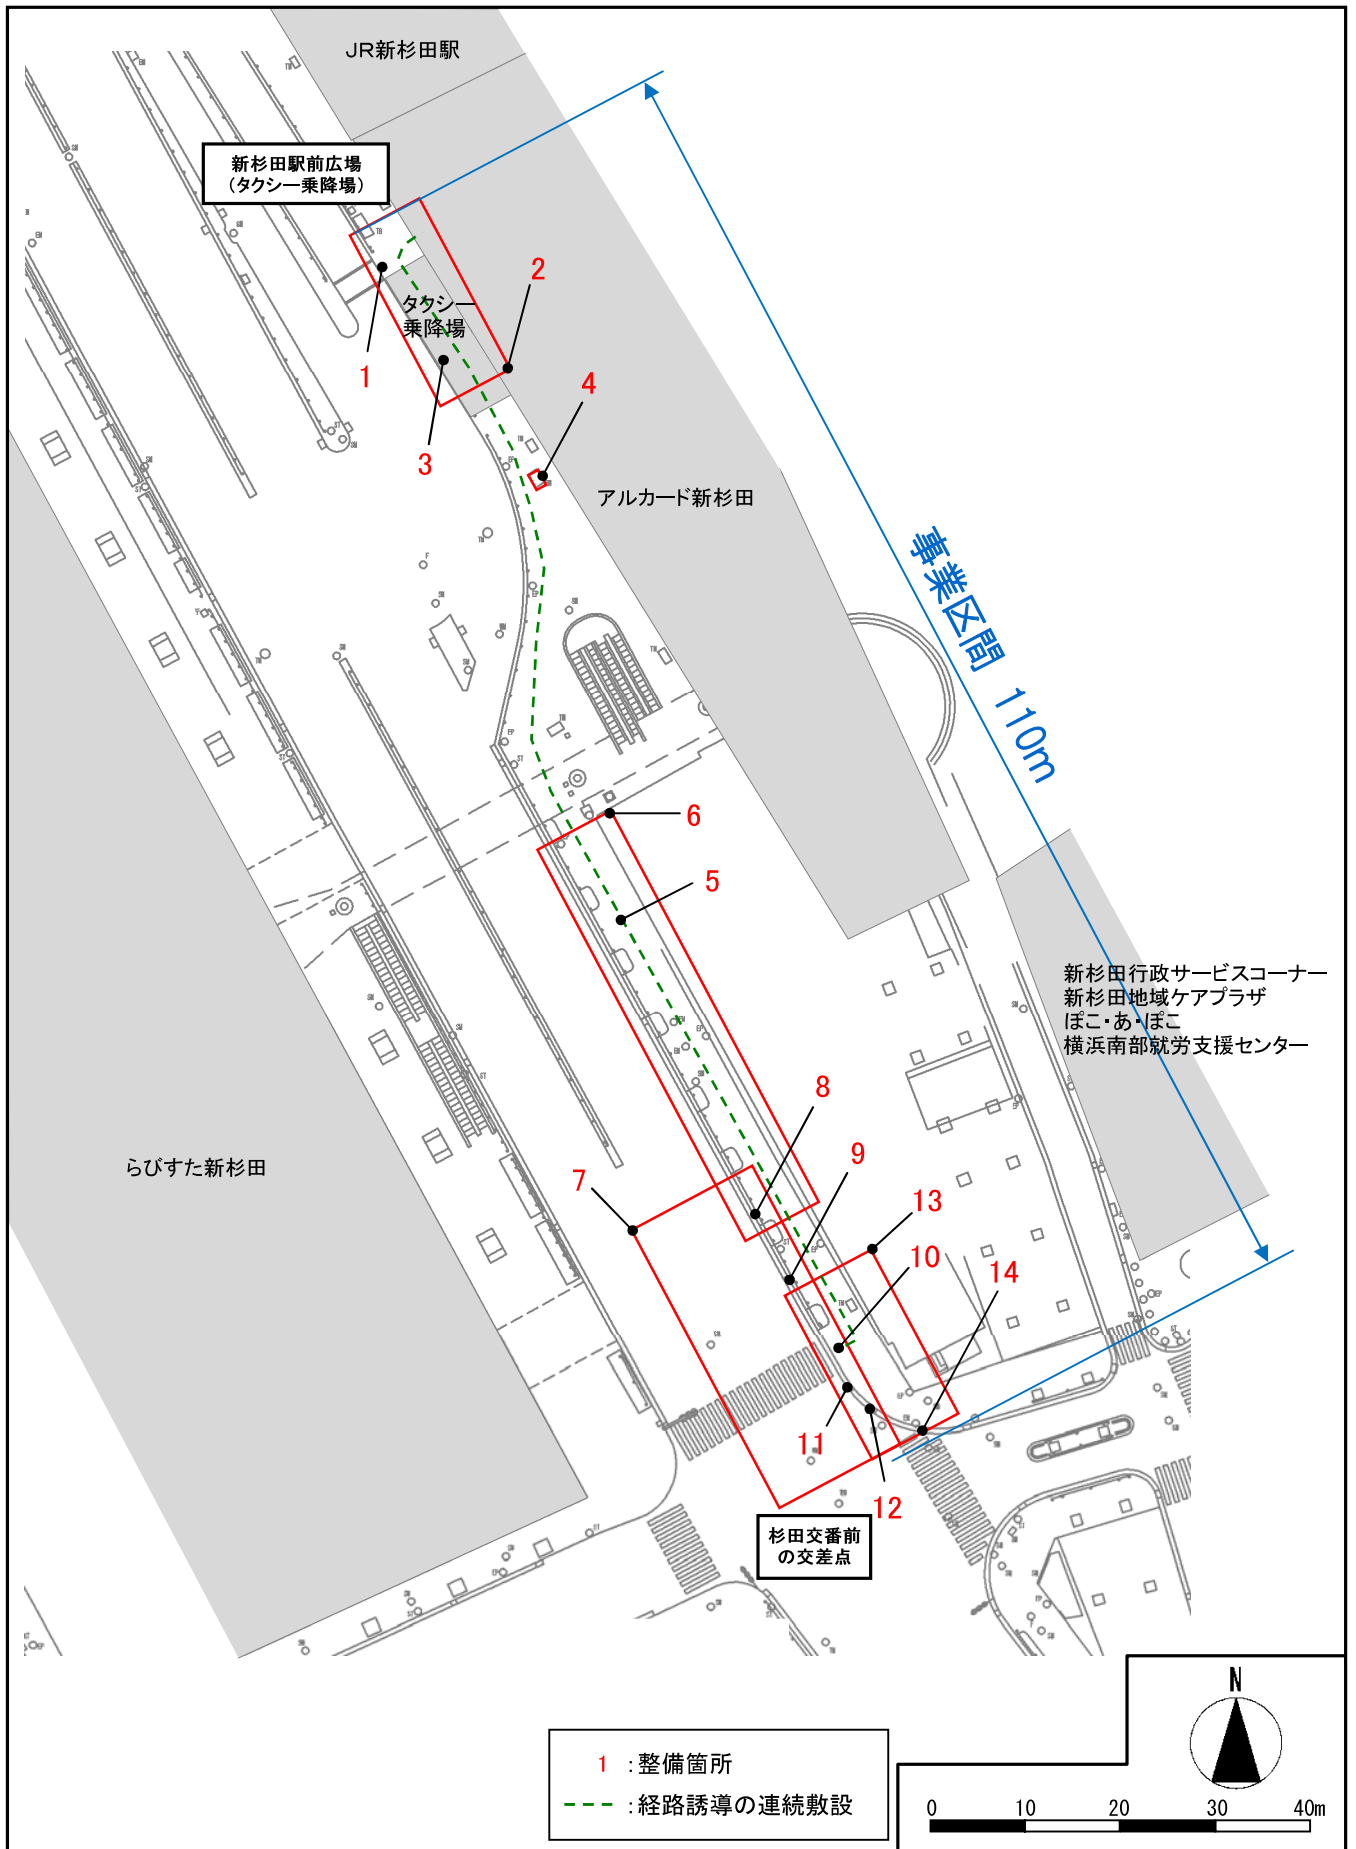 JR新杉田駅
新杉田駅前広場
（タクシー乗降場）
2
タクシー
乗降場
1
4
3
アルカード新杉田
事業区間 110m
6
5
新杉田行政サービスコーナー
新杉田地域ケアプラザ
ぽこ・あ・ぽこ
横浜南部就労支援センター
8
9
らびすた新杉田
7
13
10
14
11
12
杉田交番前
の交差点
N
1 :整備箇所
:経路誘導の連続敷設
0 10 20 30 40m